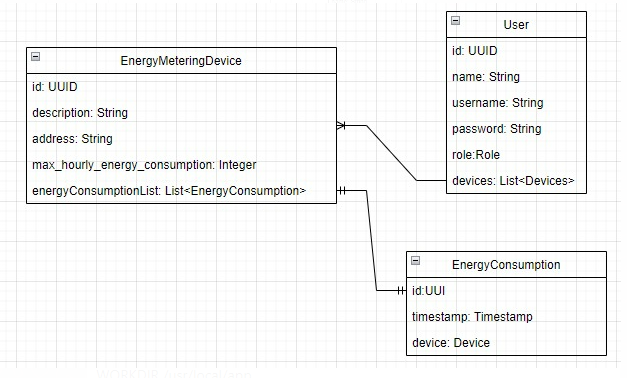 User
id: UUID
name: String
username: String
password: String
role:Role
devices: List<Devices>
EnergyMeteringDevice
id: UUID
description: String
address: String
max_hourly_energy_consumption: Integer
energyConsumptionList: List<EnergyConsumption>
EnergyConsumption
id:UUI
timestamp: Timestamp
device: Device